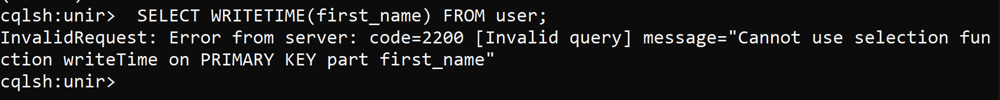 cqlsh:unir>  SELECT WRITETIME(first_name) FROM user;
InvalidRequest: Error from server: code=2200 [Invalid query] message="Cannot use selection fun
ction writeTime on PRIMARY KEY part first_name"
cqlsh:unir>